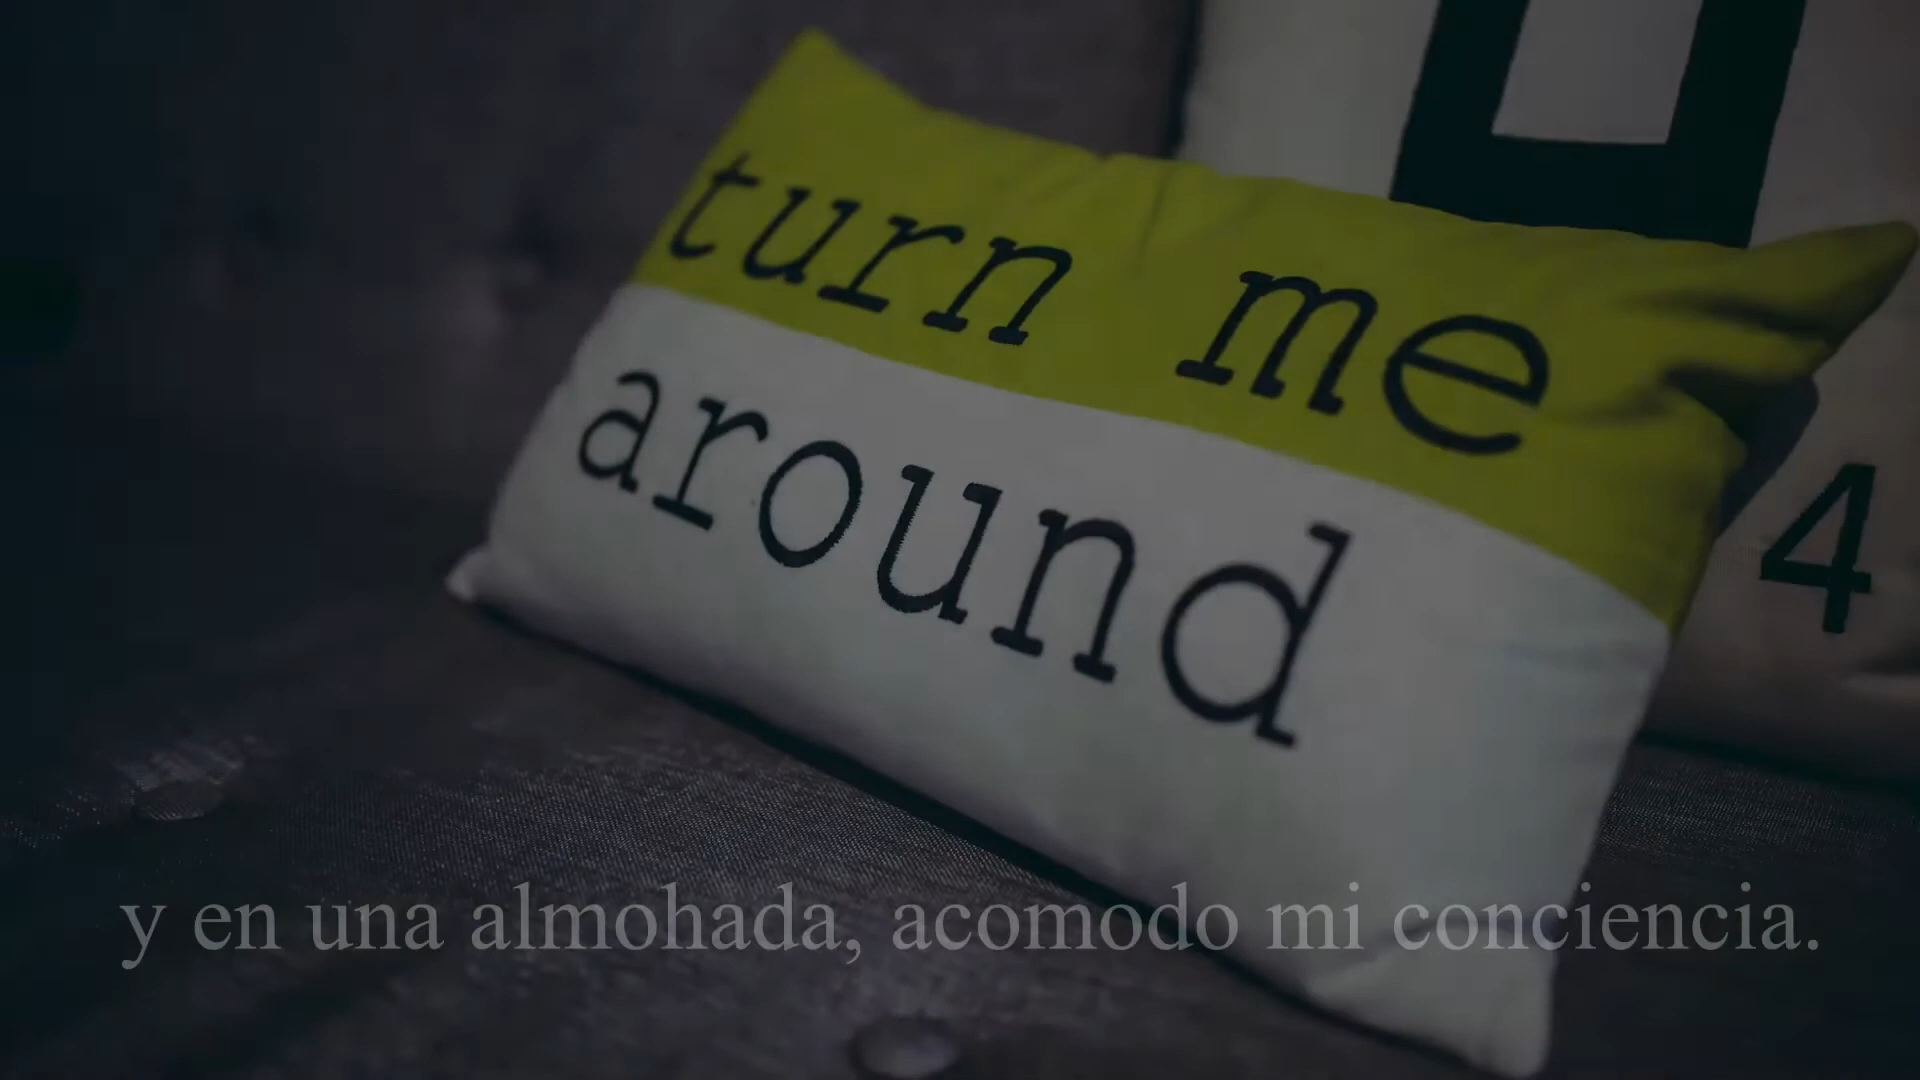 turn me
around
4
y en una almohada, acomodo mi conciencia.